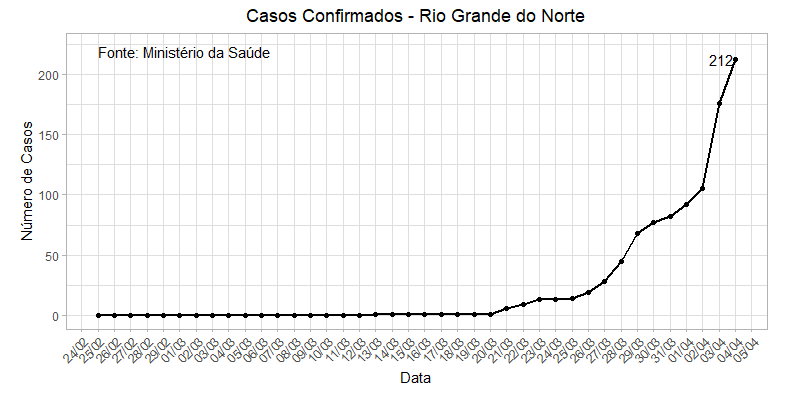 Casos Confirmados - Rio Grande do Norte
Fonte: Ministério da Saúde
212
Número de Casos
200
150
100
50
0
24/02 25/02 26/02 27/02 28/02 29/02 01/03 02/03 03/03 04/03 05/03 06/03 07/03 08/03 09/03 10/03 11/03 12/03 13/03 14/03 15/03 16/03 17/03 18/03 19/03 20/03 21/03 22/03 23/03 24/03 25/03 26/03 27/03 28/03 29/03 30/03 31/03 01/04 02/04 03/04 04/04 05/04
Data